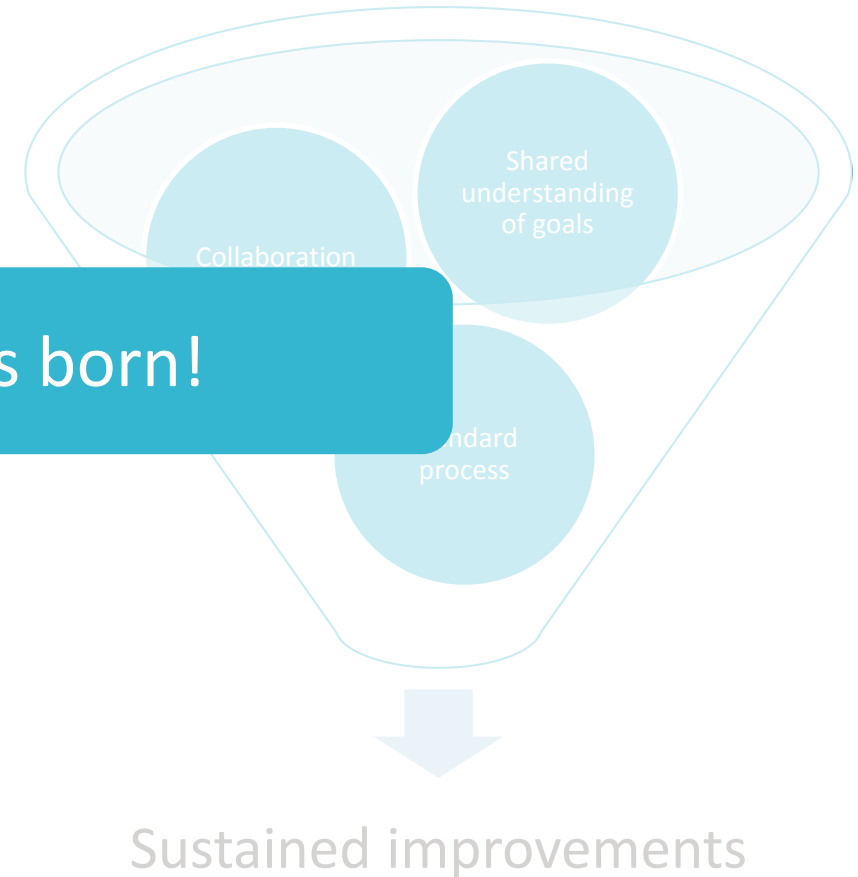 Shared
understanding
of goals
Collaboration
s born!
ndard
process
Sustained improvements